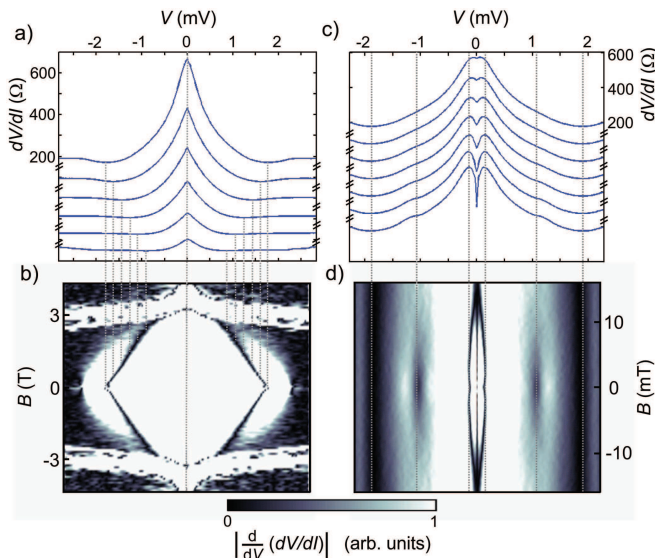 a)
V (mV)
-2 -1 0 1 2
dV/dI (Ω)
600
400
200
b)
B (T)
3
0
-3
c)
V (mV)
-2 -1 0 1 2
600
400
200
dV/dI (Ω)
d)
10
0
-10
B (mT)
0 1
|d/dV (dV/dI)| (arb. units)